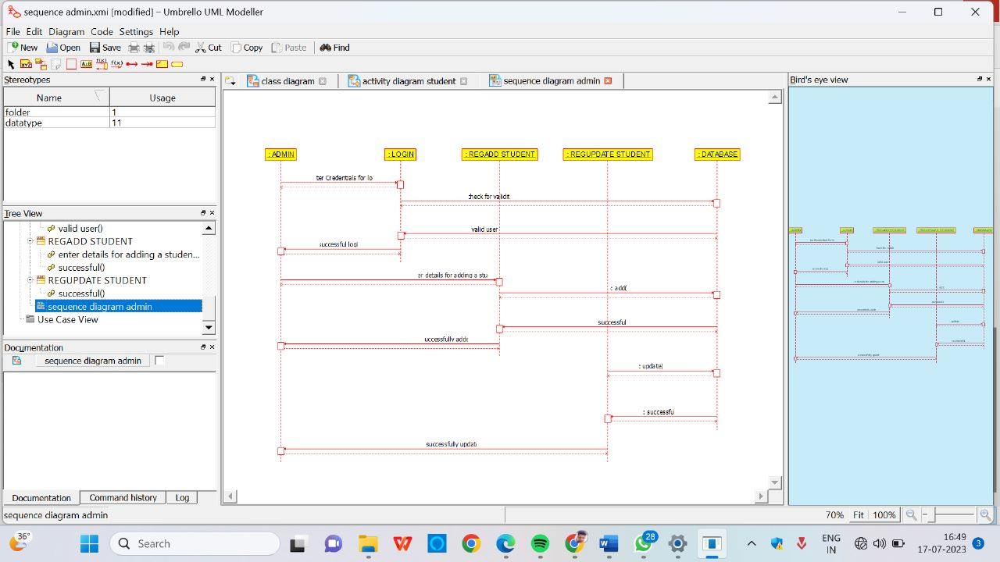 sequence admin.xmi [modified] – Umbrello UML Modeller
File Edit Diagram Code Settings Help
New Open Save Cut Copy Paste Find
Stereotypes
Name Usage
folder 1
datatype 11
Tree View
valid user()
REGADD STUDENT
enter details for adding a studen...
successful()
REGUPDATE STUDENT
successful()
sequence diagram admin
Use Case View
Documentation
sequence diagram admin
Documentation Command history Log
class diagram activity diagram student sequence diagram admin
: ADMIN : LOGIN : REGADD STUDENT : REGUPDATE STUDENT : DATABASE
ter Credentials for lo
check for validit
valid user
successful logi
er details for adding a stu
: add(
successful
uccessfully adde
: update(
: successfu
successfully updat
Bird's eye view
sequence diagram admin
70% Fit 100%
36°
Search
28
ENG
IN
16:49
17-07-2023
3